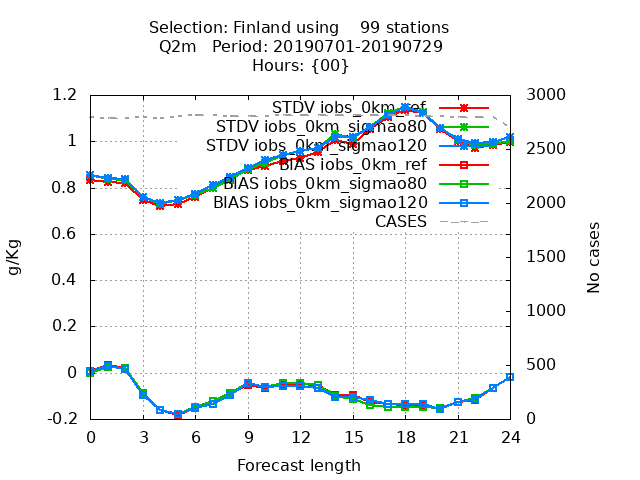 Selection: Finland using    99 stations
Q2m   Period: 20190701-20190729
Hours: {00}
1.2
1
0.8
0.6
0.4
0.2
0
-0.2
g/Kg
3000
2500
2000
1500
1000
500
0
No cases
STDV iobs_0km_ref
STDV iobs_0km_sigmao80
STDV iobs_0km_sigmao120
BIAS iobs_0km_ref
BIAS iobs_0km_sigmao80
BIAS iobs_0km_sigmao120
CASES
0 3 6 9 12 15 18 21 24
Forecast length